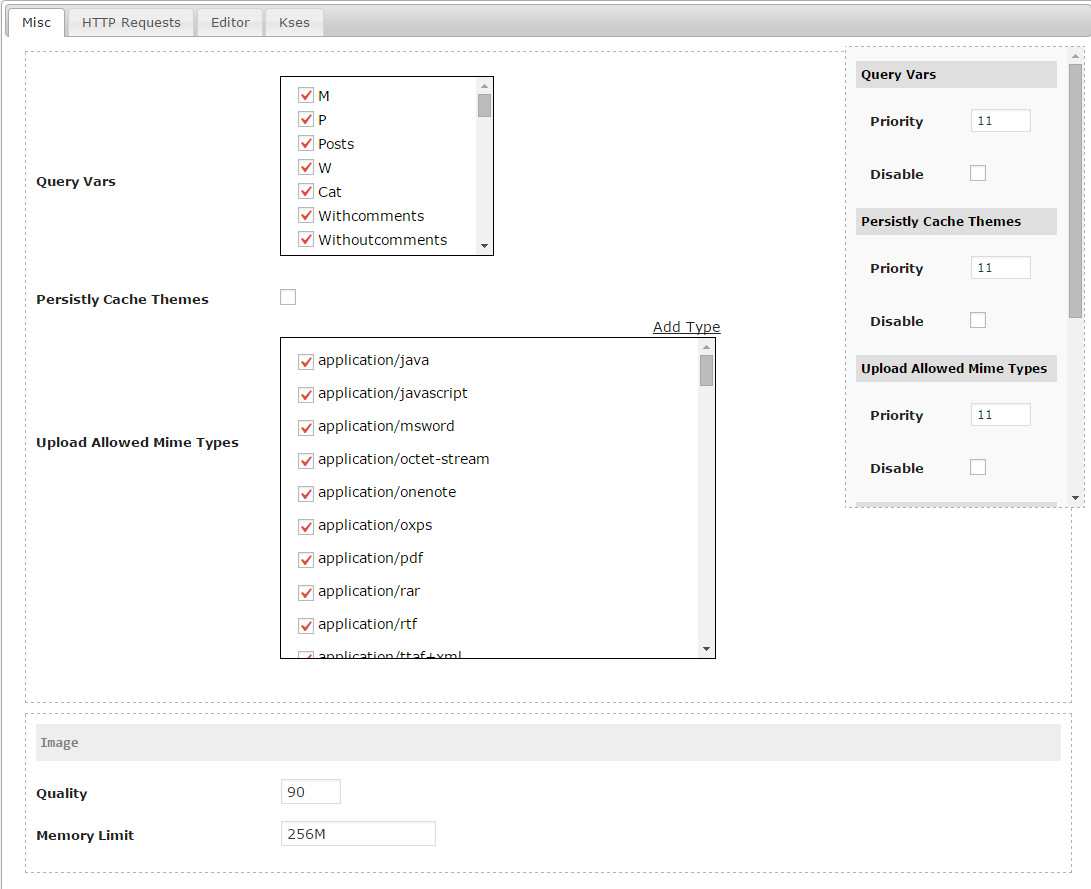 Misc HTTP Requests Editor Kses
Query Vars
M
P
Posts
W
Cat
Withcomments
Withoutcomments
Persistly Cache Themes
Add Type
Upload Allowed Mime Types
application/java
application/javascript
application/msword
application/octet-stream
application/onenote
application/oxps
application/pdf
application/rar
application/rtf
application/ttaf+xml
Query Vars
Priority 11
Disable
Persistly Cache Themes
Priority 11
Disable
Upload Allowed Mime Types
Priority 11
Disable
Image
Quality 90
Memory Limit 256M